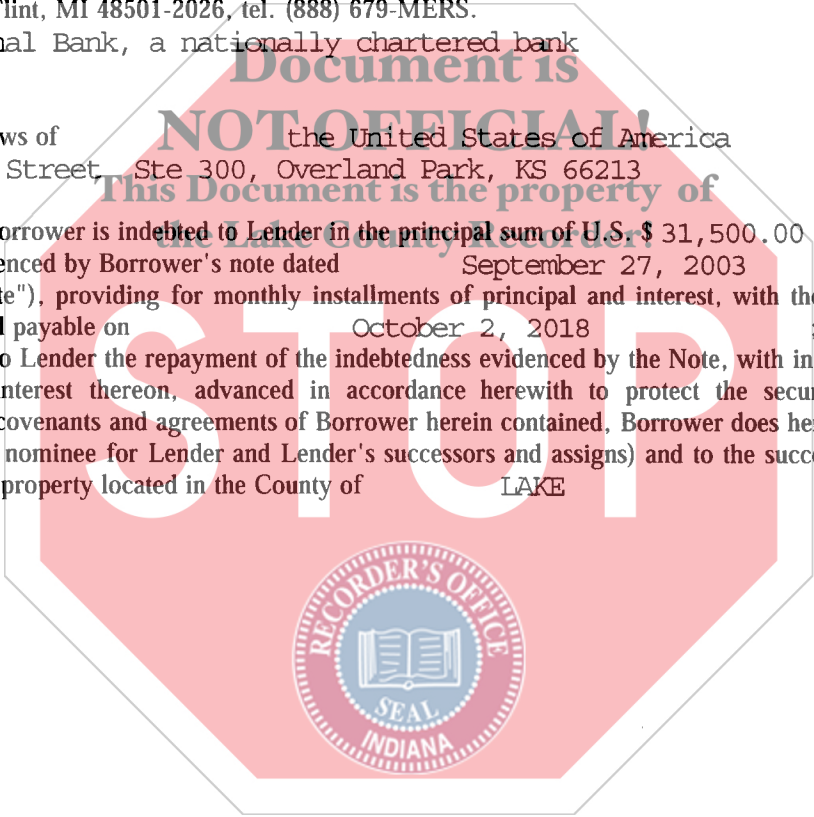 Flint, MI 48501-2026, tel. (888) 679-MERS.
nal Bank, a nationally chartered bank
Document is
NOT OFFICIAL!
ws of the United States of America
Street, Ste 300, Overland Park, KS 66213
This Document is the property of
the Lake County Recorder!
orrower is indebted to Lender in the principal sum of U.S. $ 31,500.00
enced by Borrower's note dated September 27, 2003
te"), providing for monthly installments of principal and interest, with the
payable on October 2, 2018 ;
o Lender the repayment of the indebtedness evidenced by the Note, with in
nterest thereon, advanced in accordance herewith to protect the secur
covenants and agreements of Borrower herein contained, Borrower does he
nominee for Lender and Lender's successors and assigns) and to the succe
property located in the County of LAKE
STOP
RECORDER'S OFFICE
SEAL
INDIANA